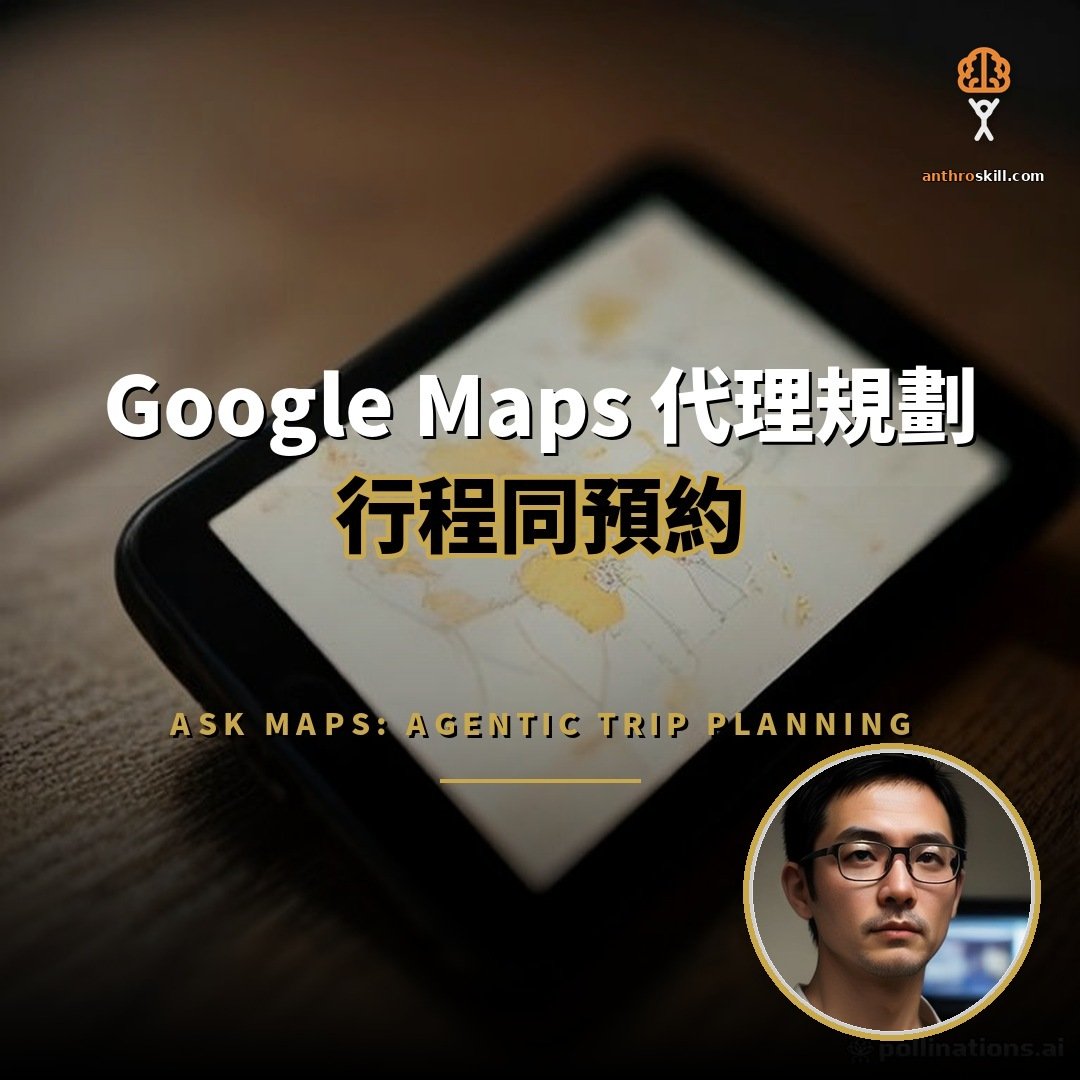 anthroskill.com
Google Maps 代理規劃
行程同預約
ASK MAPS: AGENTIC TRIP PLANNING
pollinations.ai